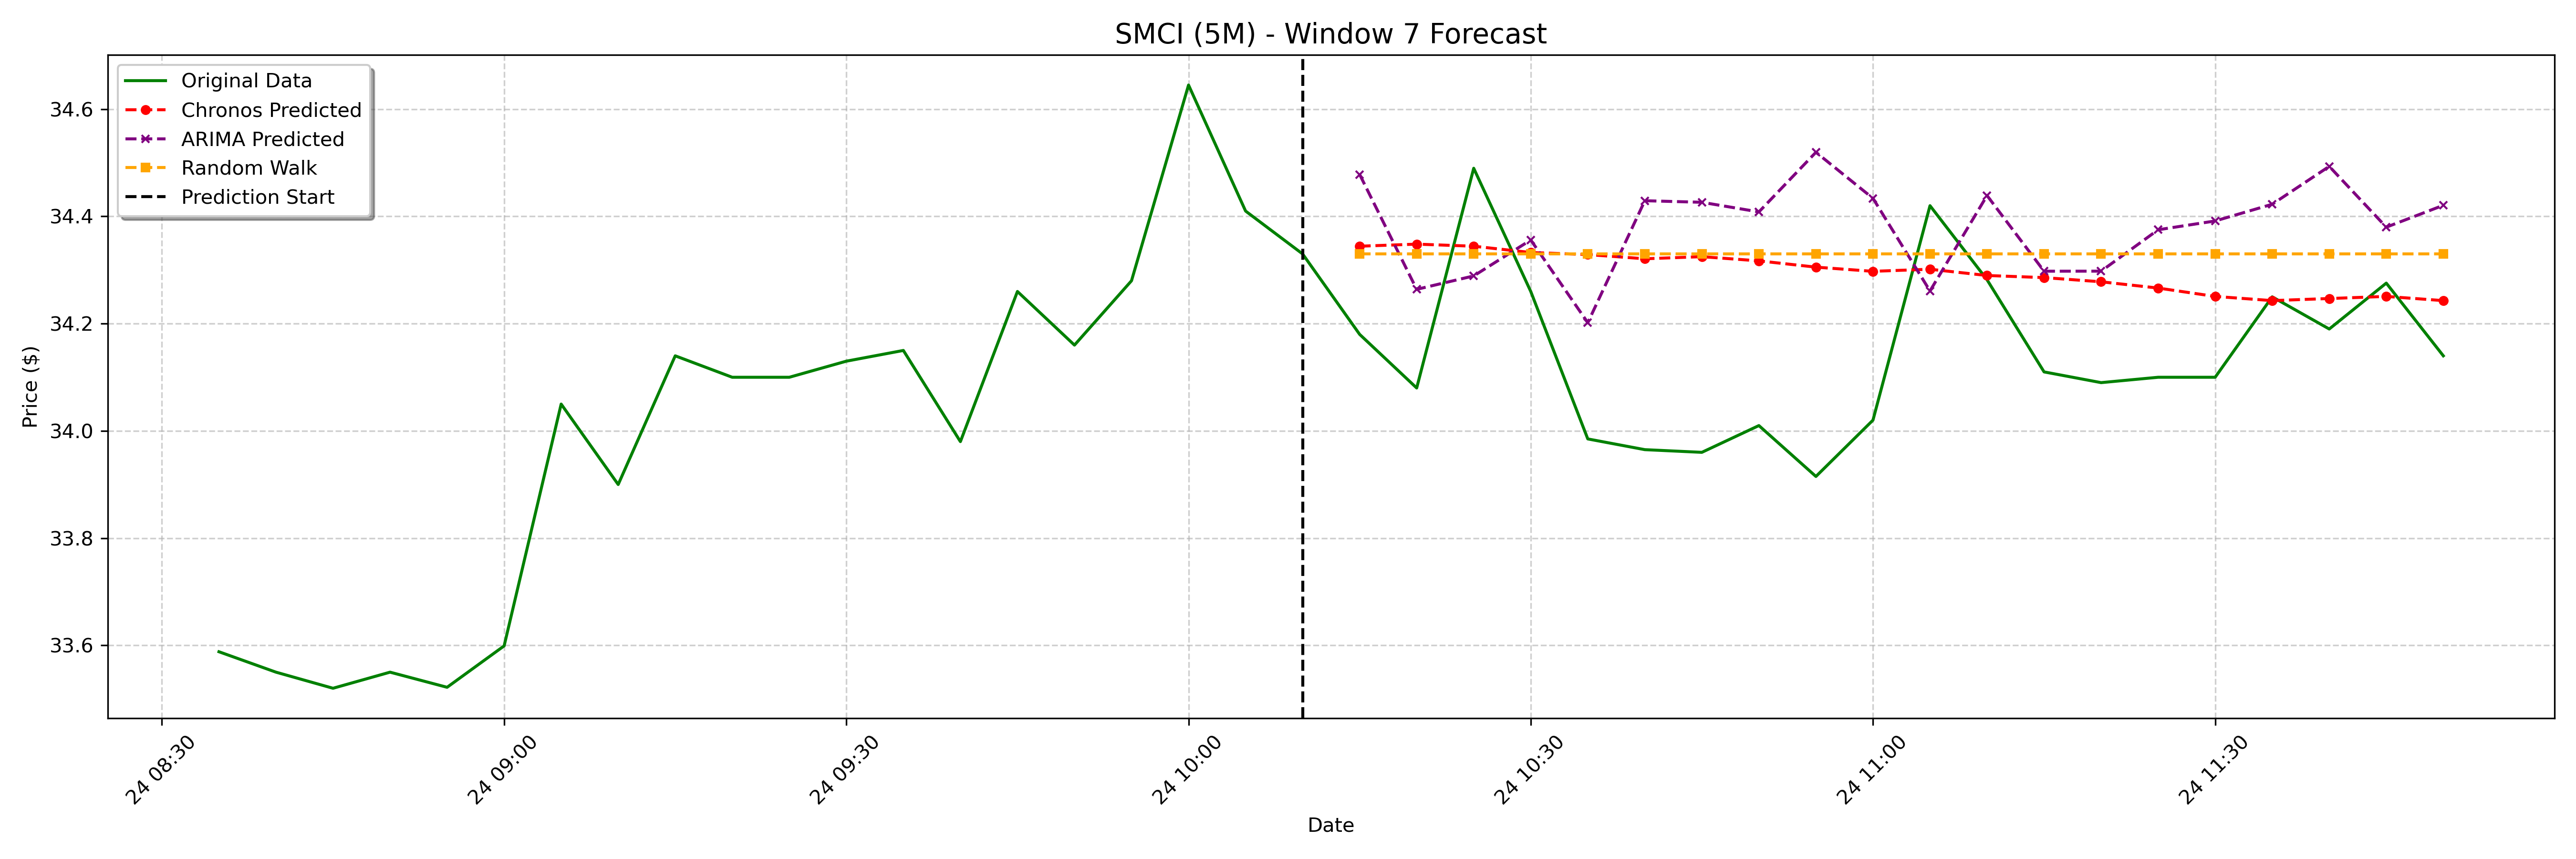 SMCI (5M) - Window 7 Forecast
Original Data
Chronos Predicted
ARIMA Predicted
Random Walk
Prediction Start
34.6
34.4
34.2
34.0
33.8
33.6
Price ($)
24 08:30
24 09:00
24 09:30
24 10:00
24 10:30
24 11:00
24 11:30
Date